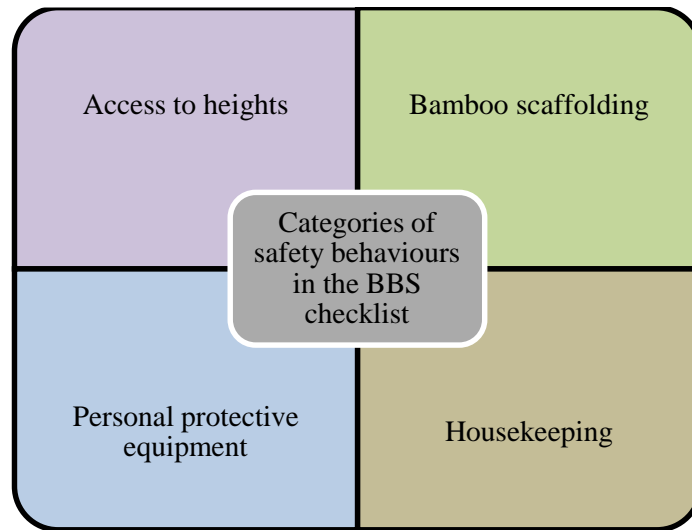 Access to heights
Bamboo scaffolding
Categories of
safety behaviours
in the BBS
checklist
Personal protective
equipment
Housekeeping